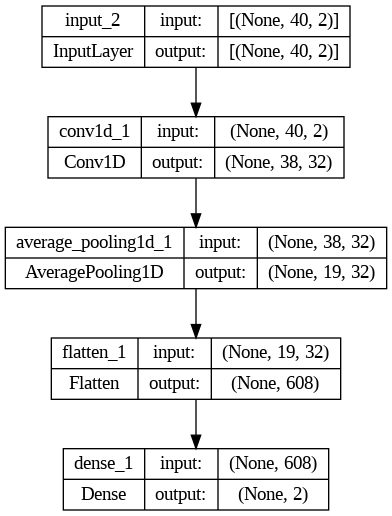 input_2 input: [(None, 40, 2)]
InputLayer output: [(None, 40, 2)]
conv1d_1 input: (None, 40, 2)
Conv1D output: (None, 38, 32)
average_pooling1d_1 input: (None, 38, 32)
AveragePooling1D output: (None, 19, 32)
flatten_1 input: (None, 19, 32)
Flatten output: (None, 608)
dense_1 input: (None, 608)
Dense output: (None, 2)